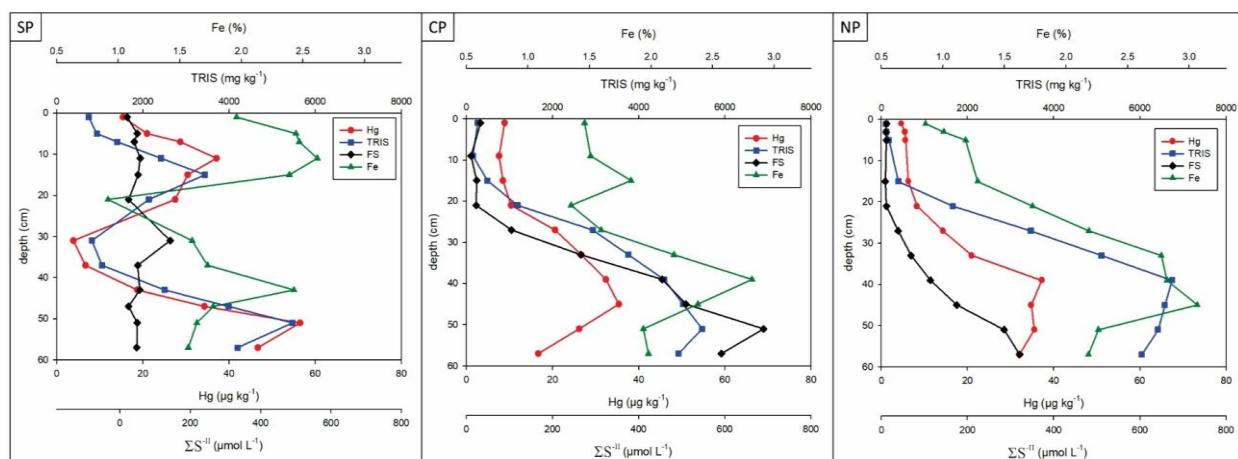 SP
Fe (%)
0.5 1.0 1.5 2.0 2.5 3.0
TRIS
(mg kg⁻¹)
0 2000 4000 6000 8000
Hg
TRIS
FS
Fe
depth (cm)
0
10
20
30
40
50
60
0 20 40 60 80
Hg (µg kg⁻¹)
0 200 400 600 800
ΣS⁻ᴵᴵ (µmol L⁻¹)
CP
Fe (%)
0.5 1.0 1.5 2.0 2.5 3.0
TRIS
(mg kg⁻¹)
0 2000 4000 6000 8000
Hg
TRIS
FS
Fe
depth (cm)
0
10
20
30
40
50
60
0 20 40 60 80
Hg (µg kg⁻¹)
0 200 400 600 800
ΣS⁻ᴵᴵ (µmol L⁻¹)
NP
Fe (%)
0.5 1.0 1.5 2.0 2.5 3.0
TRIS
(mg kg⁻¹)
0 2000 4000 6000 8000
Hg
TRIS
FS
Fe
depth (cm)
0
10
20
30
40
50
60
0 20 40 60 80
Hg (µg kg⁻¹)
0 200 400 600 800
ΣS⁻ᴵᴵ (µmol L⁻¹)